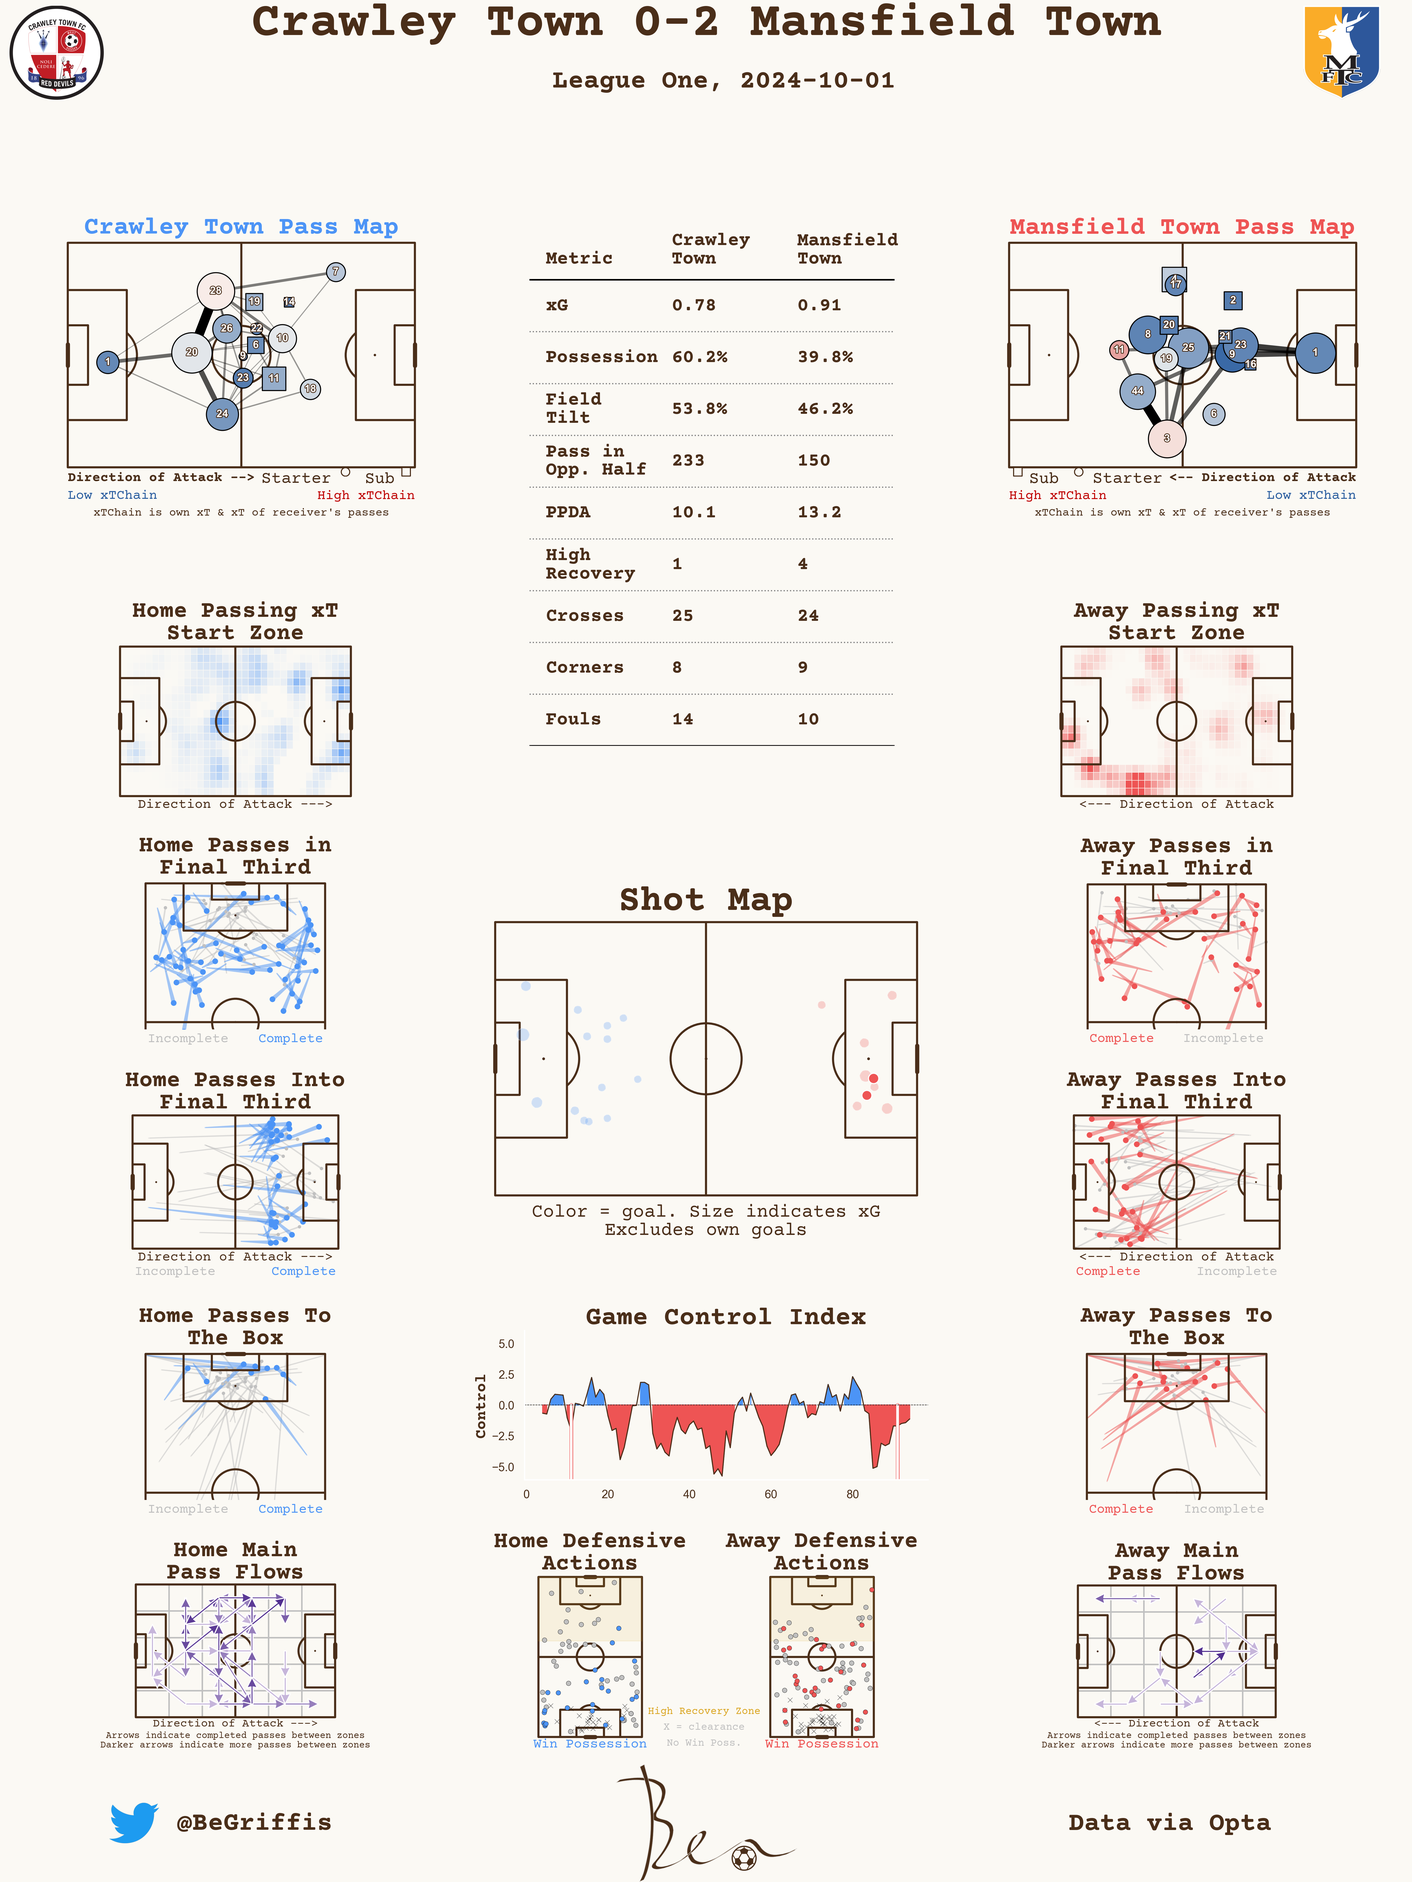 Crawley Town 0-2 Mansfield Town
League One, 2024-10-01
CRAWLEY TOWN FC
NOLI
CEDERE
18 96
RED DEVILS
M
F T C
Crawley Town Pass Map
1
28
20
24
26
22
19
14
7
10
6
9
23
11
18
Direction of Attack --> Starter Sub
Low xTChain High xTChain
xTChain is own xT & xT of receiver's passes
Metric Crawley Town Mansfield Town
xG 0.78 0.91
Possession 60.2% 39.8%
Field Tilt 53.8% 46.2%
Pass in Opp. Half 233 150
PPDA 10.1 13.2
High Recovery 1 4
Crosses 25 24
Corners 8 9
Fouls 14 10
Mansfield Town Pass Map
17
2
8
20
11
19
25
21
23
9
16
1
44
6
3
Sub Starter <-- Direction of Attack
High xTChain Low xTChain
xTChain is own xT & xT of receiver's passes
Home Passing xT
Start Zone
Direction of Attack --->
Away Passing xT
Start Zone
<--- Direction of Attack
Home Passes in
Final Third
Incomplete Complete
Away Passes in
Final Third
Complete Incomplete
Shot Map
Color = goal. Size indicates xG
Excludes own goals
Home Passes Into
Final Third
Direction of Attack --->
Incomplete Complete
Away Passes Into
Final Third
<--- Direction of Attack
Complete Incomplete
Home Passes To
The Box
Incomplete Complete
Game Control Index
Control
5.0
2.5
0.0
−2.5
−5.0
0 20 40 60 80
Away Passes To
The Box
Complete Incomplete
Home Main
Pass Flows
Direction of Attack --->
Arrows indicate completed passes between zones
Darker arrows indicate more passes between zones
Home Defensive
Actions
Win Possession
High Recovery Zone
X = clearance
No Win Poss.
Away Defensive
Actions
Win Possession
Away Main
Pass Flows
<--- Direction of Attack
Arrows indicate completed passes between zones
Darker arrows indicate more passes between zones
@BeGriffis
Ben
Data via Opta